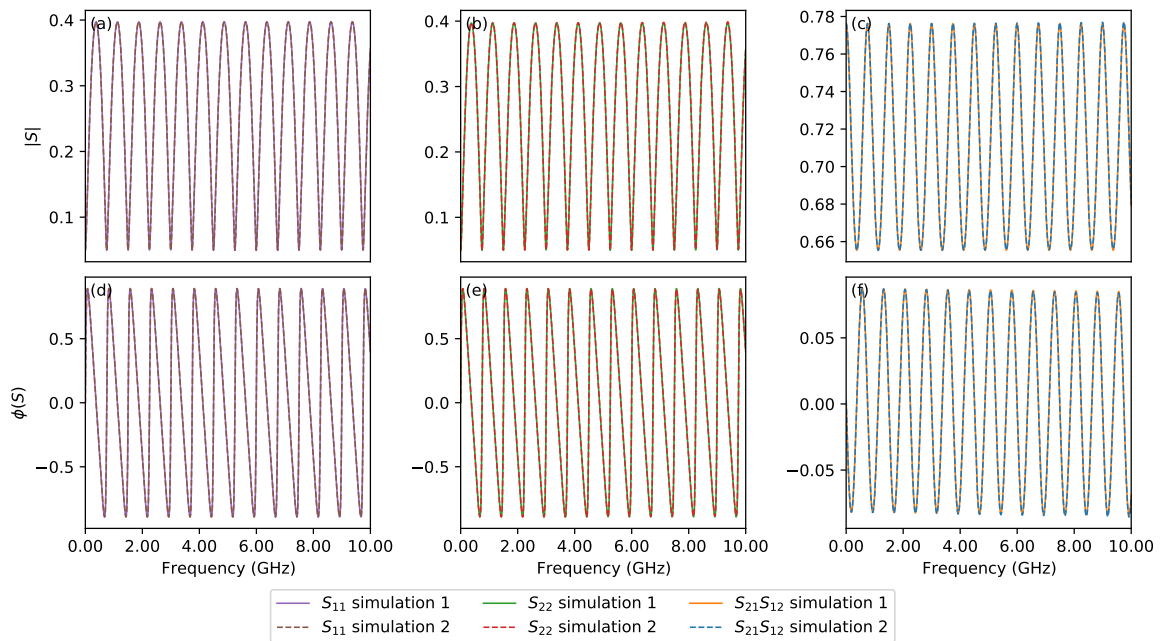 (a) (b) (c)
0.4 0.4 0.78
0.76
0.3 0.3 0.74
|S| 0.2 0.2 0.72
0.70
0.1 0.1 0.68
0.66
(d) (e) (f)
0.5 0.5 0.05
ϕ(S) 0.0 0.0 0.00
−0.5 −0.5 −0.05
0.00 2.00 4.00 6.00 8.00 10.00 0.00 2.00 4.00 6.00 8.00 10.00 0.00 2.00 4.00 6.00 8.00 10.00
Frequency (GHz) Frequency (GHz) Frequency (GHz)
S₁₁ simulation 1 S₂₂ simulation 1 S₂₁S₁₂ simulation 1
S₁₁ simulation 2 S₂₂ simulation 2 S₂₁S₁₂ simulation 2